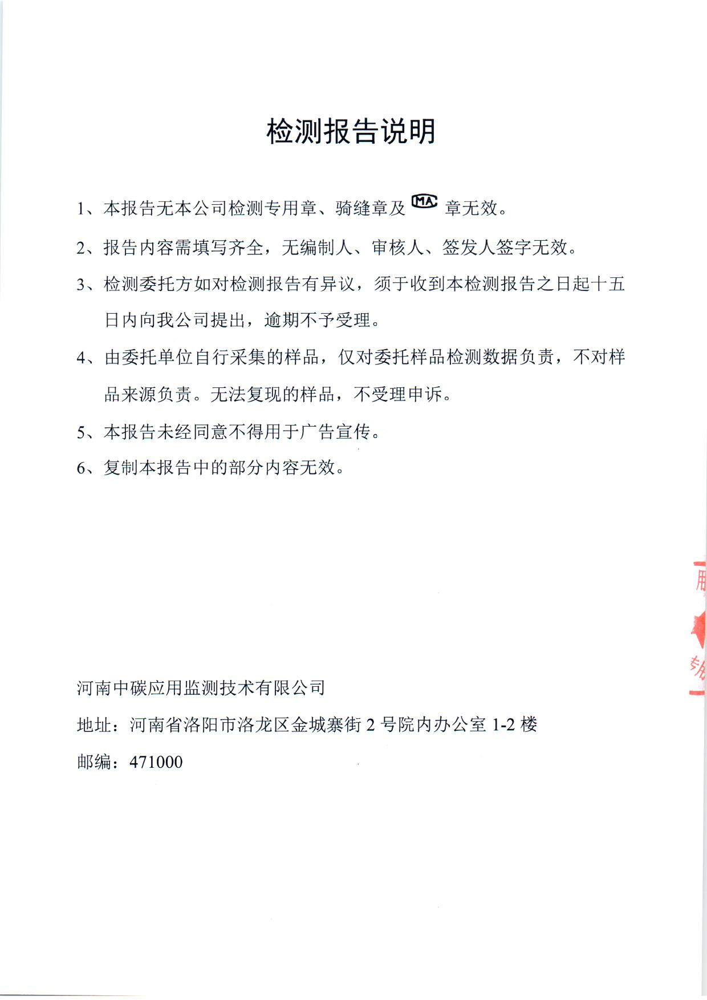 检测报告说明
1、本报告无本公司检测专用章、骑缝章及 MA 章无效。
2、报告内容需填写齐全，无编制人、审核人、签发人签字无效。
3、检测委托方如对检测报告有异议，须于收到本检测报告之日起十五
日内向我公司提出，逾期不予受理。
4、由委托单位自行采集的样品，仅对委托样品检测数据负责，不对样
品来源负责。无法复现的样品，不受理申诉。
5、本报告未经同意不得用于广告宣传。
6、复制本报告中的部分内容无效。
用
专用
河南中碳应用监测技术有限公司
地址：河南省洛阳市洛龙区金城寨街 2 号院内办公室 1-2 楼
邮编：471000